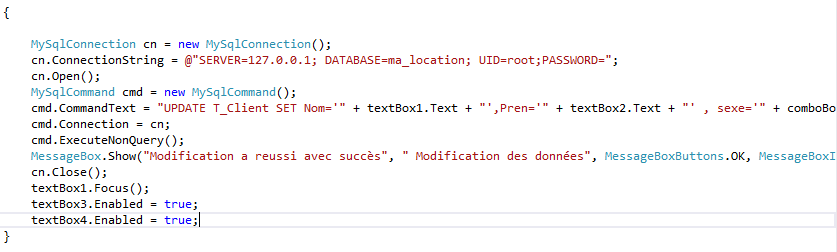 {
MySqlConnection cn = new MySqlConnection();
cn.ConnectionString = @"SERVER=127.0.0.1; DATABASE=ma_location; UID=root;PASSWORD=";
cn.Open();
MySqlCommand cmd = new MySqlCommand();
cmd.CommandText = "UPDATE T_Client SET Nom='" + textBox1.Text + "',Pren='" + textBox2.Text + "' , sexe='" + comboBo
cmd.Connection = cn;
cmd.ExecuteNonQuery();
MessageBox.Show("Modification a reussi avec succès", " Modification des données", MessageBoxButtons.OK, MessageBoxI
cn.Close();
textBox1.Focus();
textBox3.Enabled = true;
textBox4.Enabled = true;
}